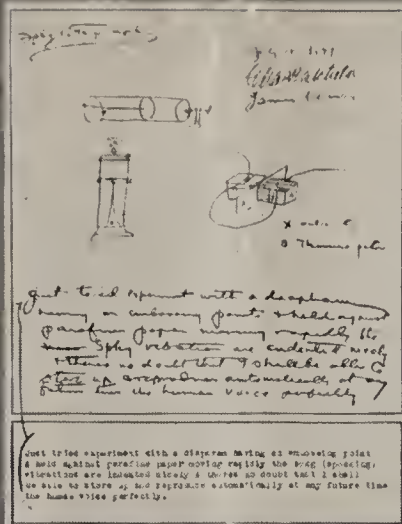 James
Just tried experiment with a diaphram
having an embossing point & held against
parafine paper moving rapidly the
Spkg vibrations are indented nicely
& theres no doubt that I shall be able to
store up & reproduce automatically at any
future time the human voice perfectly
Just tried experiment with a diaphram having an embossing point
& held against parafine paper moving rapidly the spkg (speaking)
vibrations are indented nicely & theres no doubt that I shall
be able to store up and reproduce automatically at any future time
the human voice perfectly.